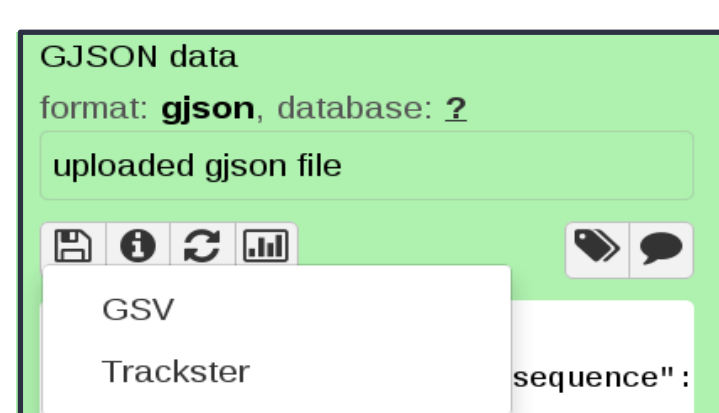 GJSON data
format: gjson, database: ?
uploaded gjson file
GSV
Trackster
sequence":